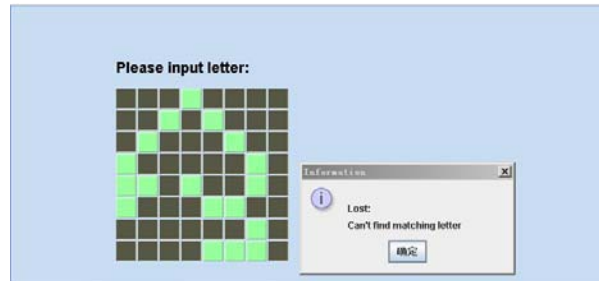 Please input letter:
Information
Lost:
Can't find matching letter
确定